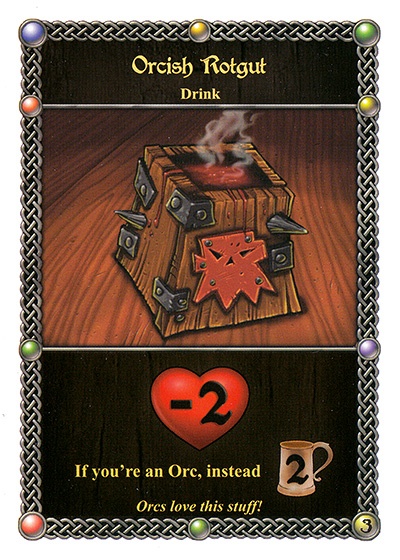 Orcish Rotgut
Drink
-2
If you're an Orc, instead 2
Orcs love this stuff!
3